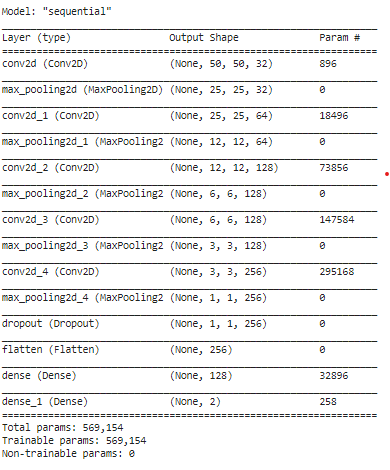 Model: "sequential"
Layer (type) Output Shape Param #
conv2d (Conv2D) (None, 50, 50, 32) 896
max_pooling2d (MaxPooling2D) (None, 25, 25, 32) 0
conv2d_1 (Conv2D) (None, 25, 25, 64) 18496
max_pooling2d_1 (MaxPooling2 (None, 12, 12, 64) 0
conv2d_2 (Conv2D) (None, 12, 12, 128) 73856
max_pooling2d_2 (MaxPooling2 (None, 6, 6, 128) 0
conv2d_3 (Conv2D) (None, 6, 6, 128) 147584
max_pooling2d_3 (MaxPooling2 (None, 3, 3, 128) 0
conv2d_4 (Conv2D) (None, 3, 3, 256) 295168
max_pooling2d_4 (MaxPooling2 (None, 1, 1, 256) 0
dropout (Dropout) (None, 1, 1, 256) 0
flatten (Flatten) (None, 256) 0
dense (Dense) (None, 128) 32896
dense_1 (Dense) (None, 2) 258
Total params: 569,154
Trainable params: 569,154
Non-trainable params: 0